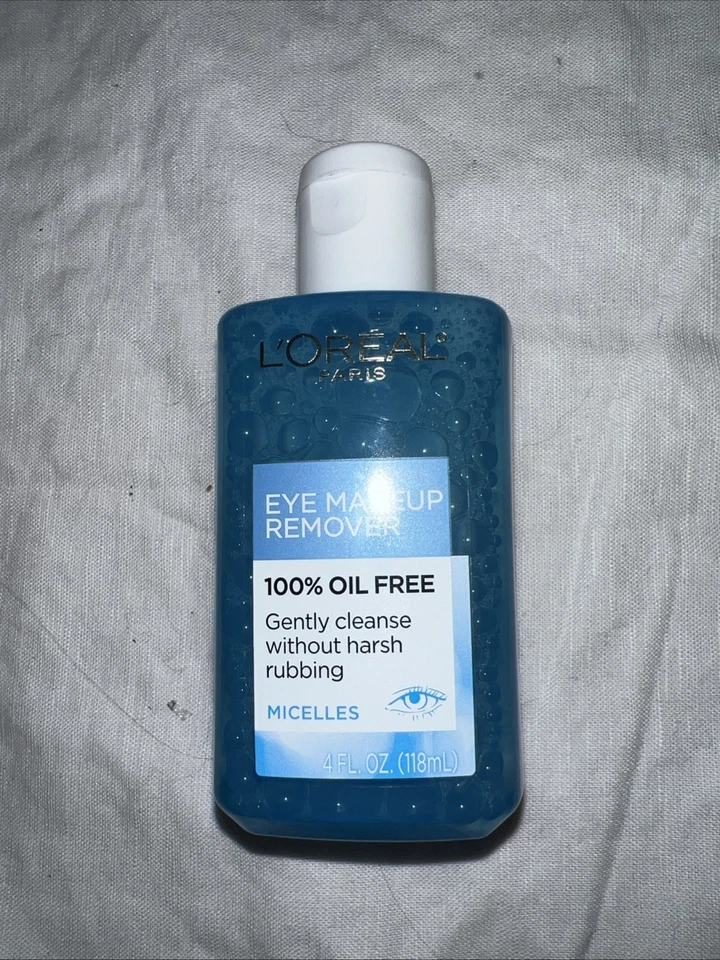 L'ORÉAL®
PARIS
EYE MAKEUP
REMOVER
100% OIL FREE
Gently cleanse
without harsh
rubbing
MICELLES
4 FL. OZ. (118mL)